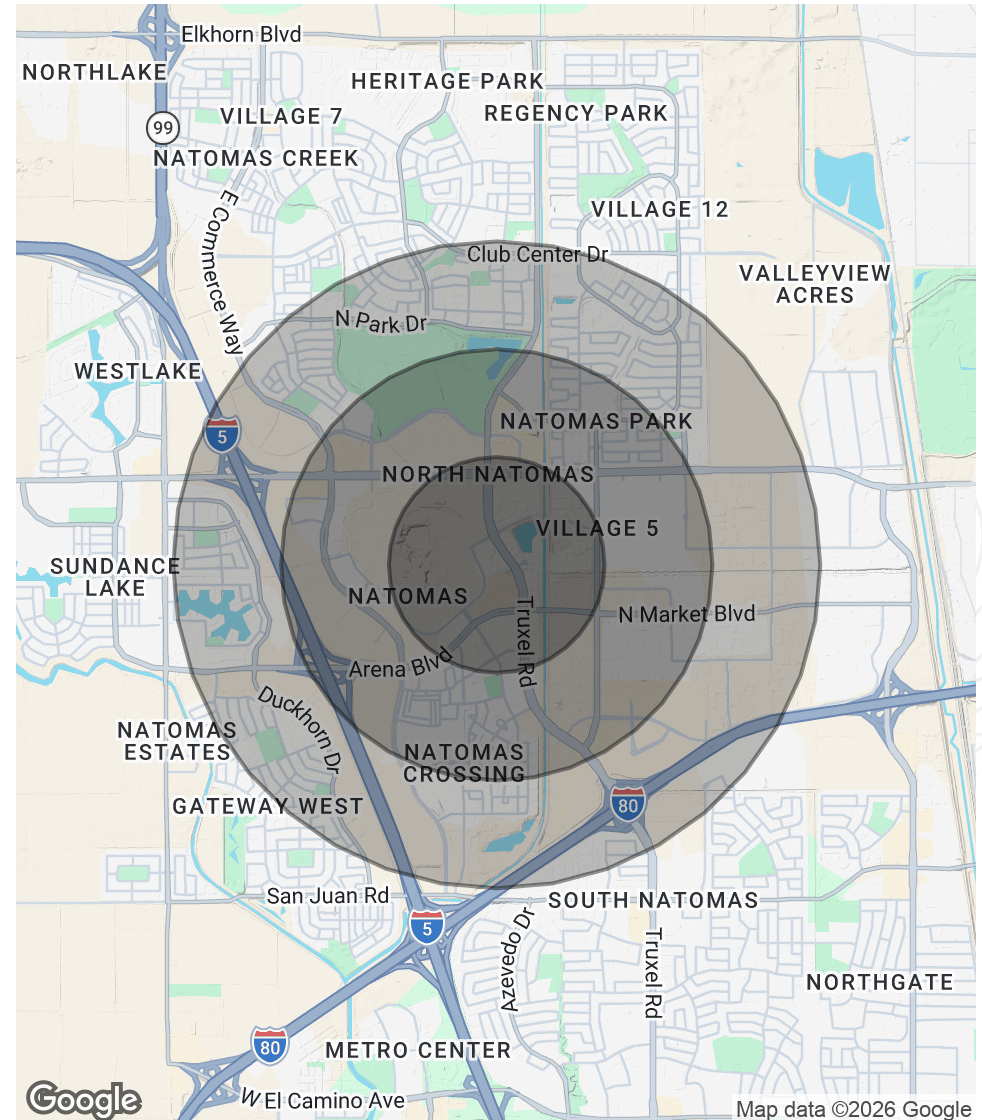 Elkhorn Blvd
NORTHLAKE
HERITAGE PARK
VILLAGE 7
REGENCY PARK
99
NATOMAS CREEK
E Commerce Way
VILLAGE 12
Club Center Dr
VALLEYVIEW
ACRES
N Park Dr
WESTLAKE
5
NATOMAS PARK
NORTH NATOMAS
VILLAGE 5
SUNDANCE
LAKE
NATOMAS
Truxel Rd
N Market Blvd
Arena Blvd
Duckhorn Dr
NATOMAS
ESTATES
NATOMAS
CROSSING
GATEWAY WEST
80
San Juan Rd
SOUTH NATOMAS
5
Azevedo Dr
Truxel Rd
NORTHGATE
80
METRO CENTER
W El Camino Ave
Google
Map data ©2026 Google